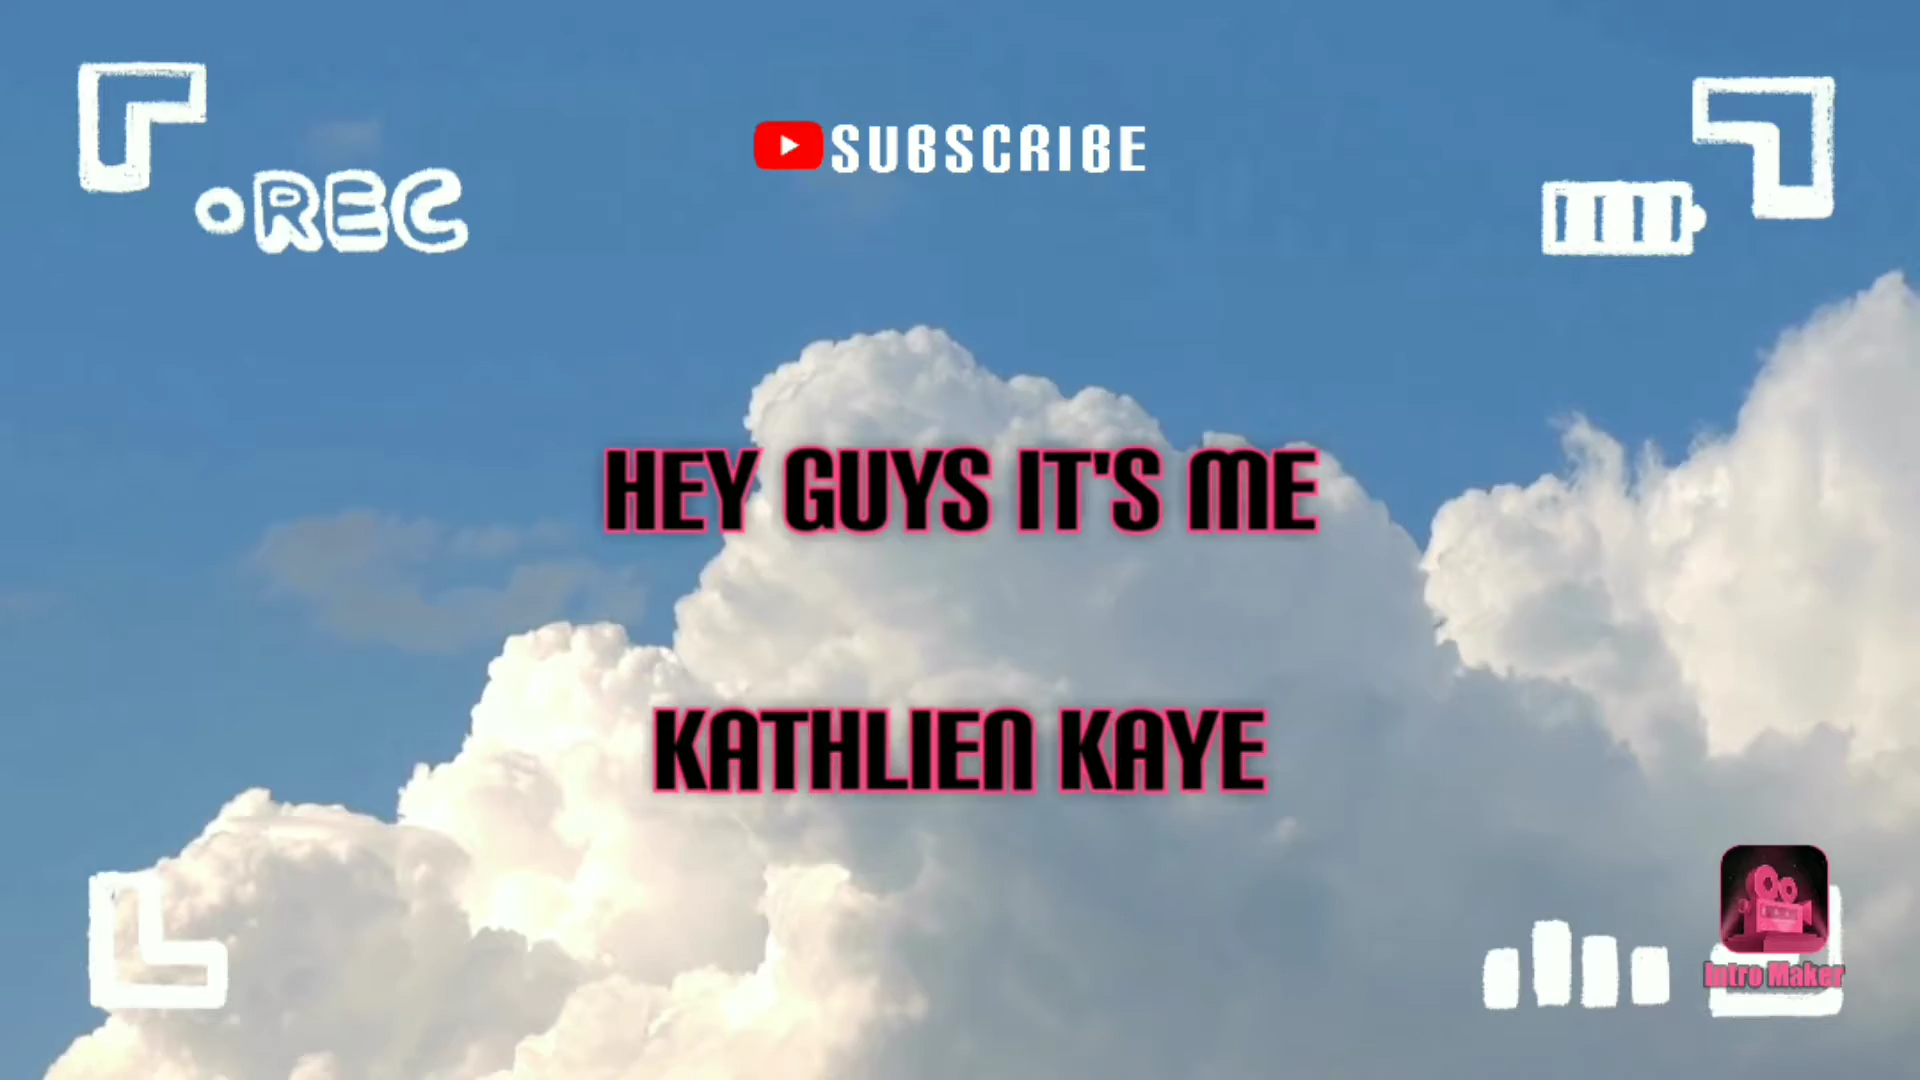 SUBSCRIBE
•REC
HEY GUYS IT'S ME
KATHLIEN KAYE
Intro Maker